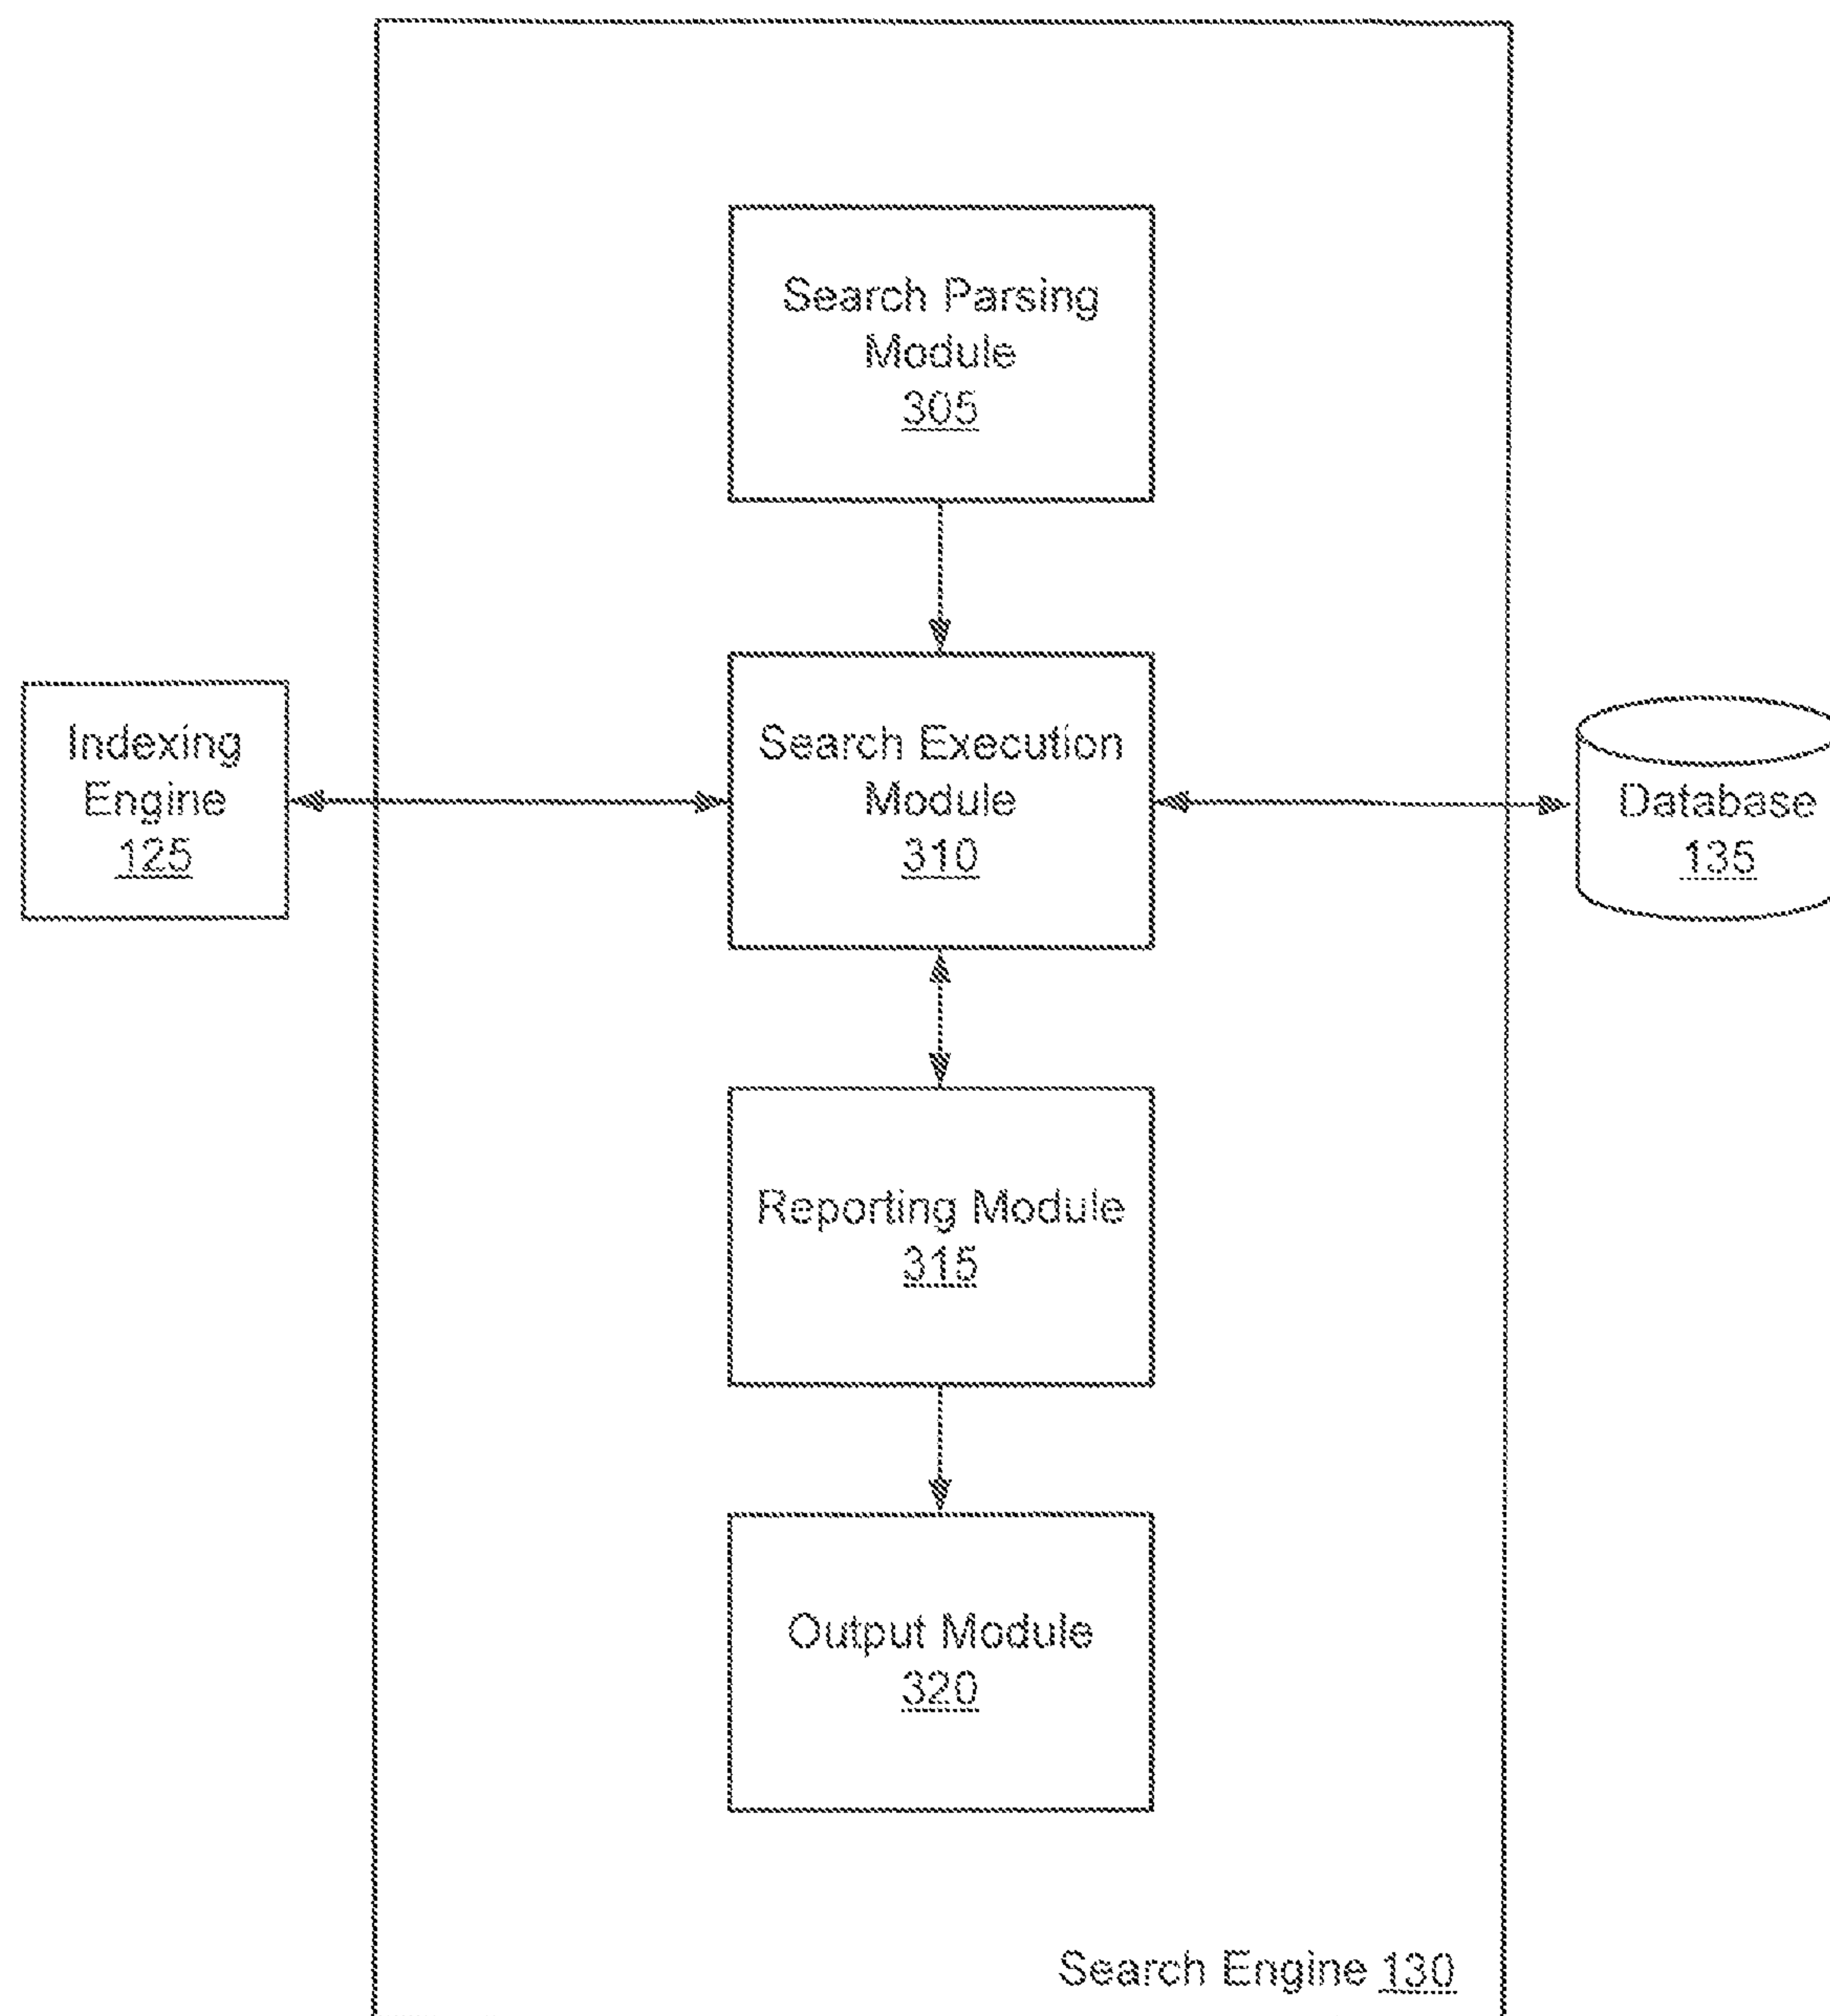 Search Parsing
Module
305
Indexing
Engine
125
Search Execution
Module
310
Database
135
Reporting Module
315
Output Module
320
Search Engine 130